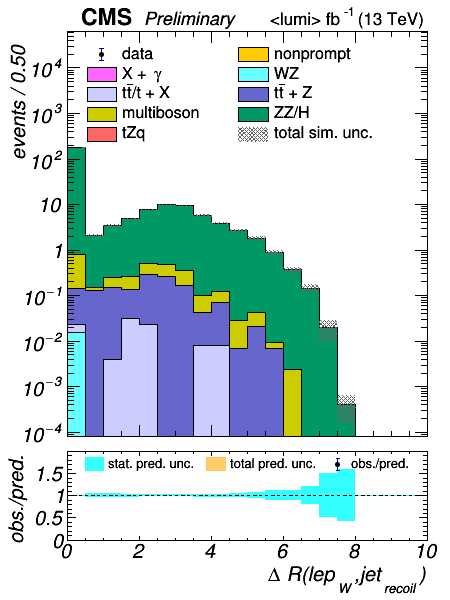 CMS Preliminary <lumi> fb⁻¹ (13 TeV)
events / 0.50
10⁴
10³
10²
10
1
10⁻¹
10⁻²
10⁻³
10⁻⁴
data
nonprompt
X + γ
WZ
tt̄/t + X
tt̄ + Z
multiboson
ZZ/H
tZq
total sim. unc.
obs./pred.
1.5
1
0.5
0
stat. pred. unc.
total pred. unc.
obs./pred.
0 2 4 6 8 10
Δ R(lep_W,jet_recoil)